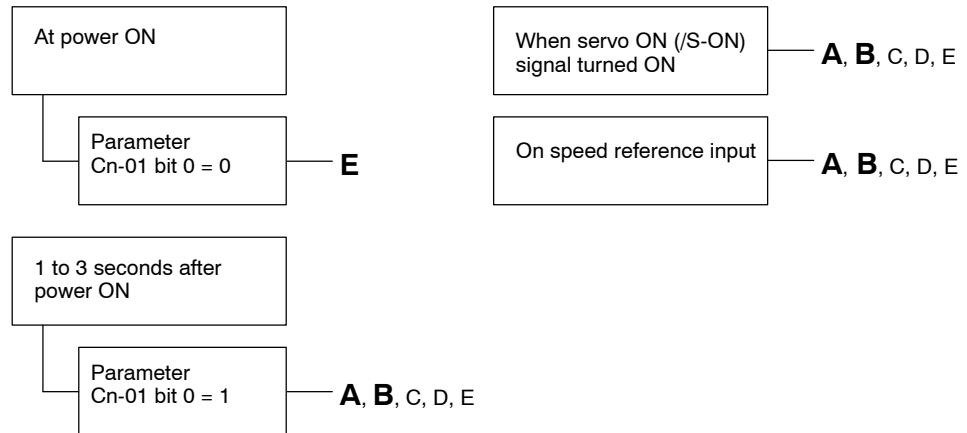 At power ON
Parameter
Cn-01 bit 0 = 0
E
1 to 3 seconds after
power ON
Parameter
Cn-01 bit 0 = 1
A, B, C, D, E
When servo ON (/S-ON)
signal turned ON
A, B, C, D, E
On speed reference input
A, B, C, D, E